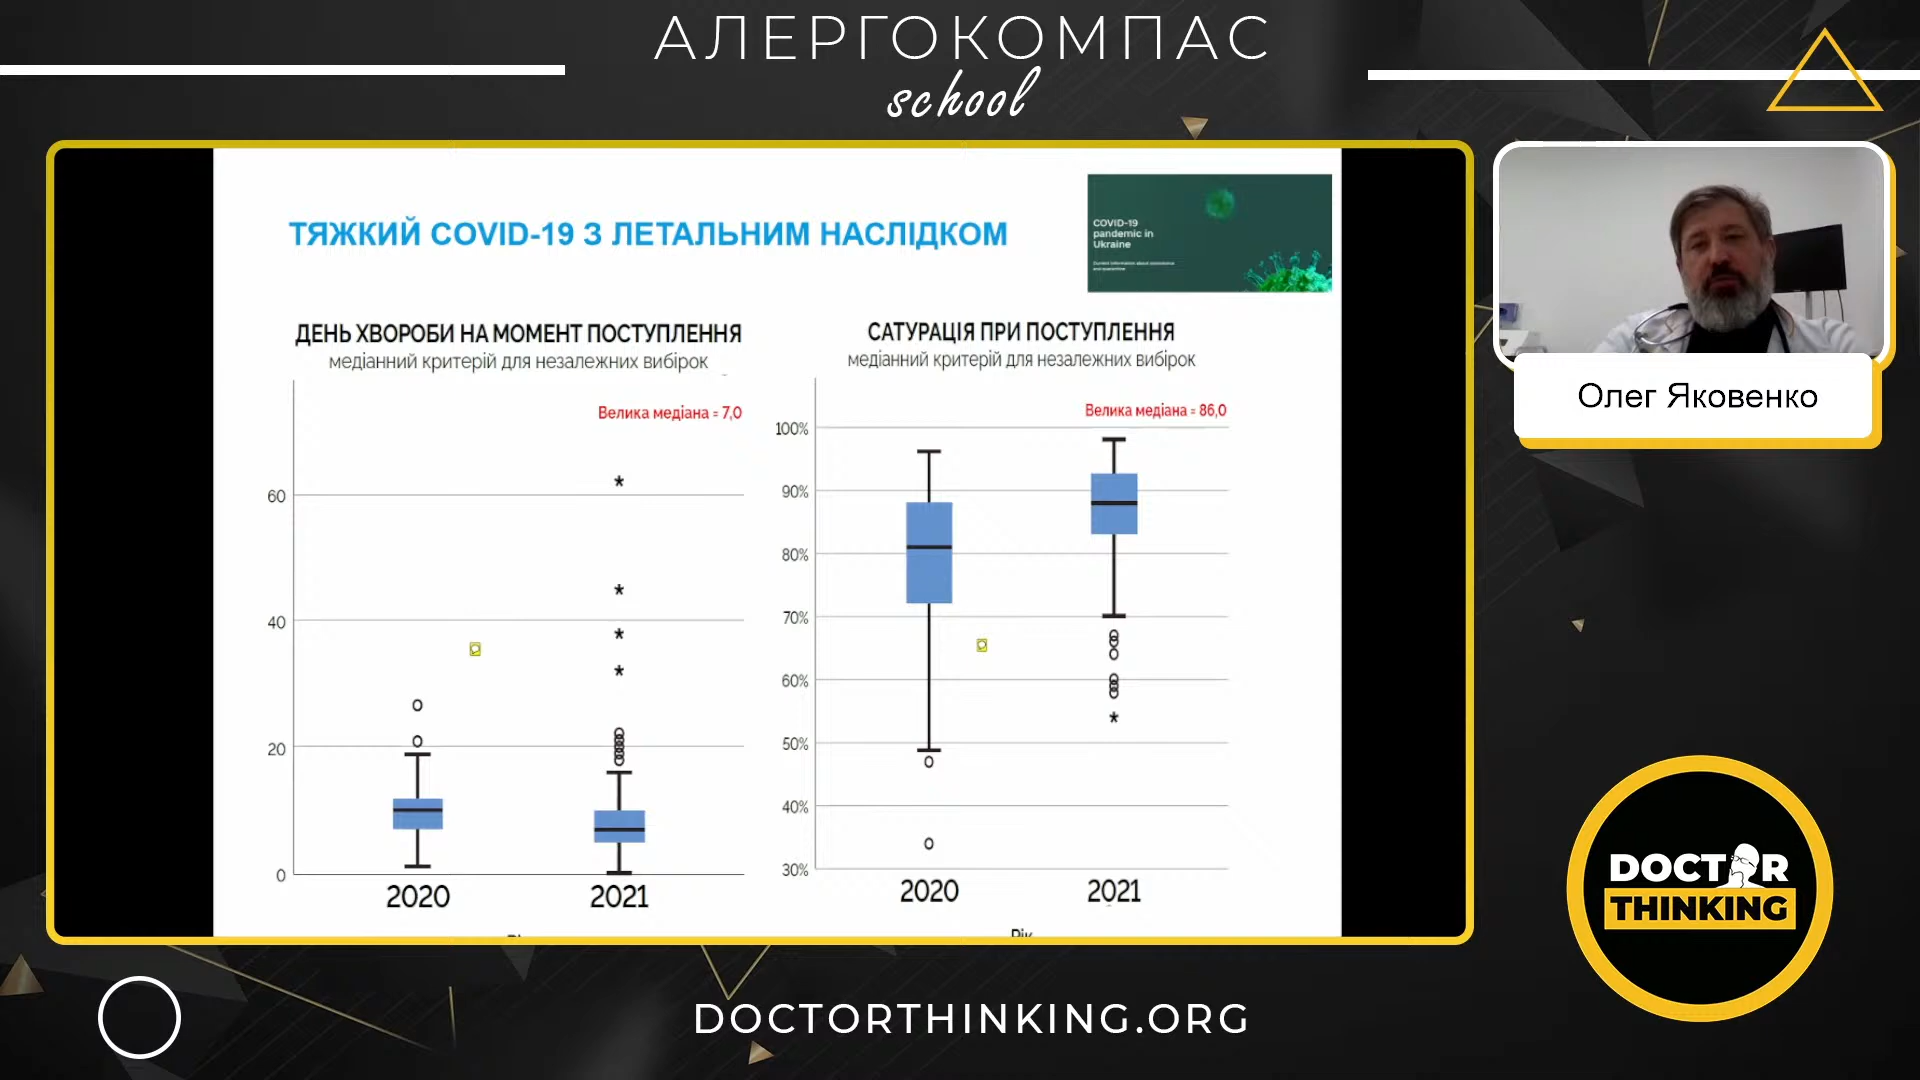 АЛЕРГОКОМПАС
school
ТЯЖКИЙ COVID-19 З ЛЕТАЛЬНИМ НАСЛІДКОМ
COVID-19
pandemic in
Ukraine
ДЕНЬ ХВОРОБИ НА МОМЕНТ ПОСТУПЛЕННЯ
медіанний критерій для незалежних вибірок
Велика медіана = 7,0
60
40
20
0
2020 2021
САТУРАЦІЯ ПРИ ПОСТУПЛЕННЯ
медіанний критерій для незалежних вибірок
Велика медіана = 86,0
100%
90%
80%
70%
60%
50%
40%
30%
2020 2021
Рік
Олег Яковенко
DOCTOR
THINKING
DOCTORTHINKING.ORG